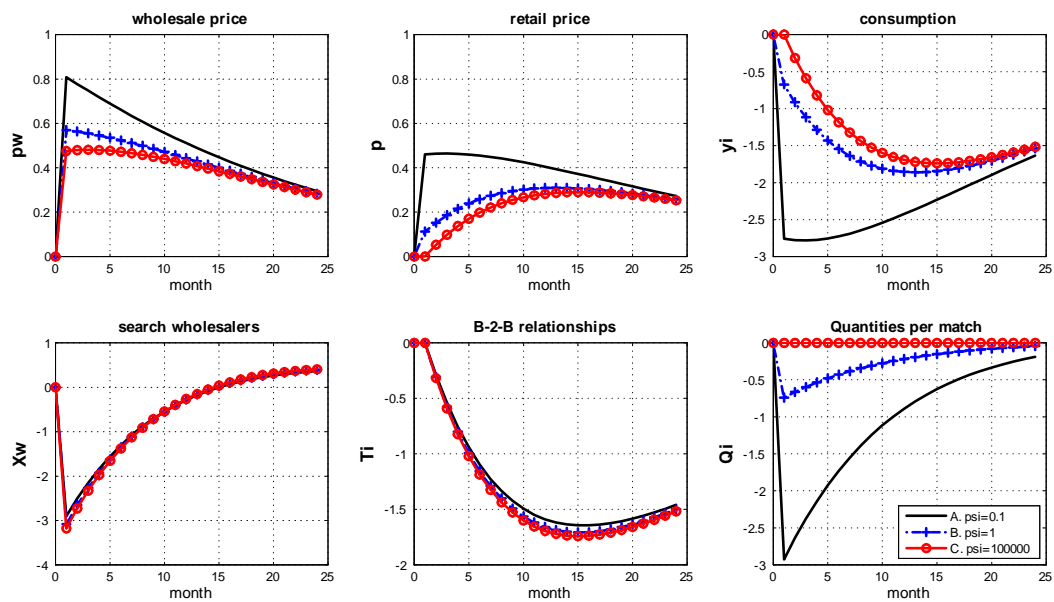 wholesale price
1
0.8
0.6
0.4
0.2
0
0 5 10 15 20 25
pw
month
retail price
1
0.8
0.6
0.4
0.2
0
0 5 10 15 20 25
p
month
consumption
0
-0.5
-1
-1.5
-2
-2.5
-3
0 5 10 15 20 25
yi
month
search wholesalers
1
0
-1
-2
-3
-4
0 5 10 15 20 25
Xw
month
B-2-B relationships
0
-0.5
-1
-1.5
-2
0 5 10 15 20 25
Ti
month
Quantities per match
0
-0.5
-1
-1.5
-2
-2.5
-3
0 5 10 15 20 25
Qi
month
A. psi=0.1
B. psi=1
C. psi=100000